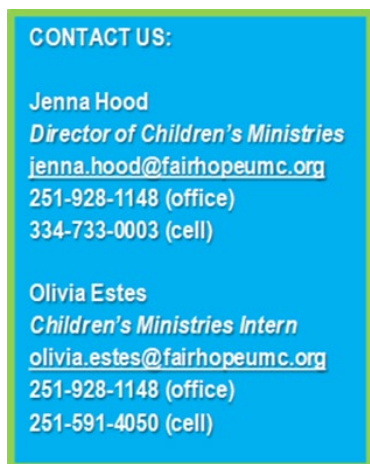 CONTACT US:
Jenna Hood
Director of Children's Ministries
jenna.hood@fairhopeumc.org
251-928-1148 (office)
334-733-0003 (cell)
Olivia Estes
Children's Ministries Intern
olivia.estes@fairhopeumc.org
251-928-1148 (office)
251-591-4050 (cell)